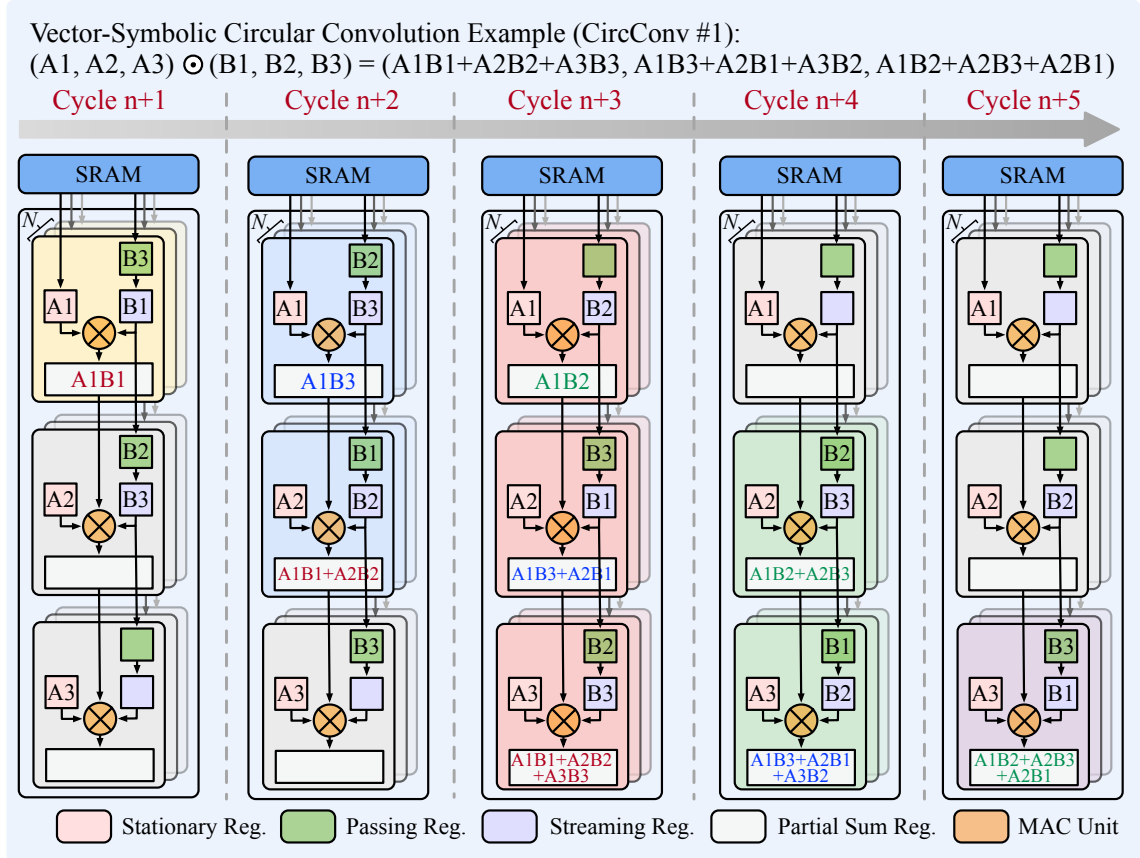 Vector-Symbolic Circular Convolution Example (CircConv #1):
(A1, A2, A3) ⊙ (B1, B2, B3) = (A1B1+A2B2+A3B3, A1B3+A2B1+A3B2, A1B2+A2B3+A2B1)
Cycle n+1 Cycle n+2 Cycle n+3 Cycle n+4 Cycle n+5
SRAM SRAM SRAM SRAM SRAM
N N N N N
B3 B2
A1 B1 A1 B3 A1 B2 A1 A1
A1B1 A1B3 A1B2
B2 B1 B3 B2
A2 B3 A2 B2 A2 B1 A2 B3 A2 B2
A1B1+A2B2 A1B3+A2B1 A1B2+A2B3
B3 B2 B1 B3
A3 A3 A3 B3 A3 B2 A3 B1
A1B1+A2B2 A1B3+A2B1 A1B2+A2B3
+A3B3 +A3B2 +A2B1
Stationary Reg. Passing Reg. Streaming Reg. Partial Sum Reg. MAC Unit